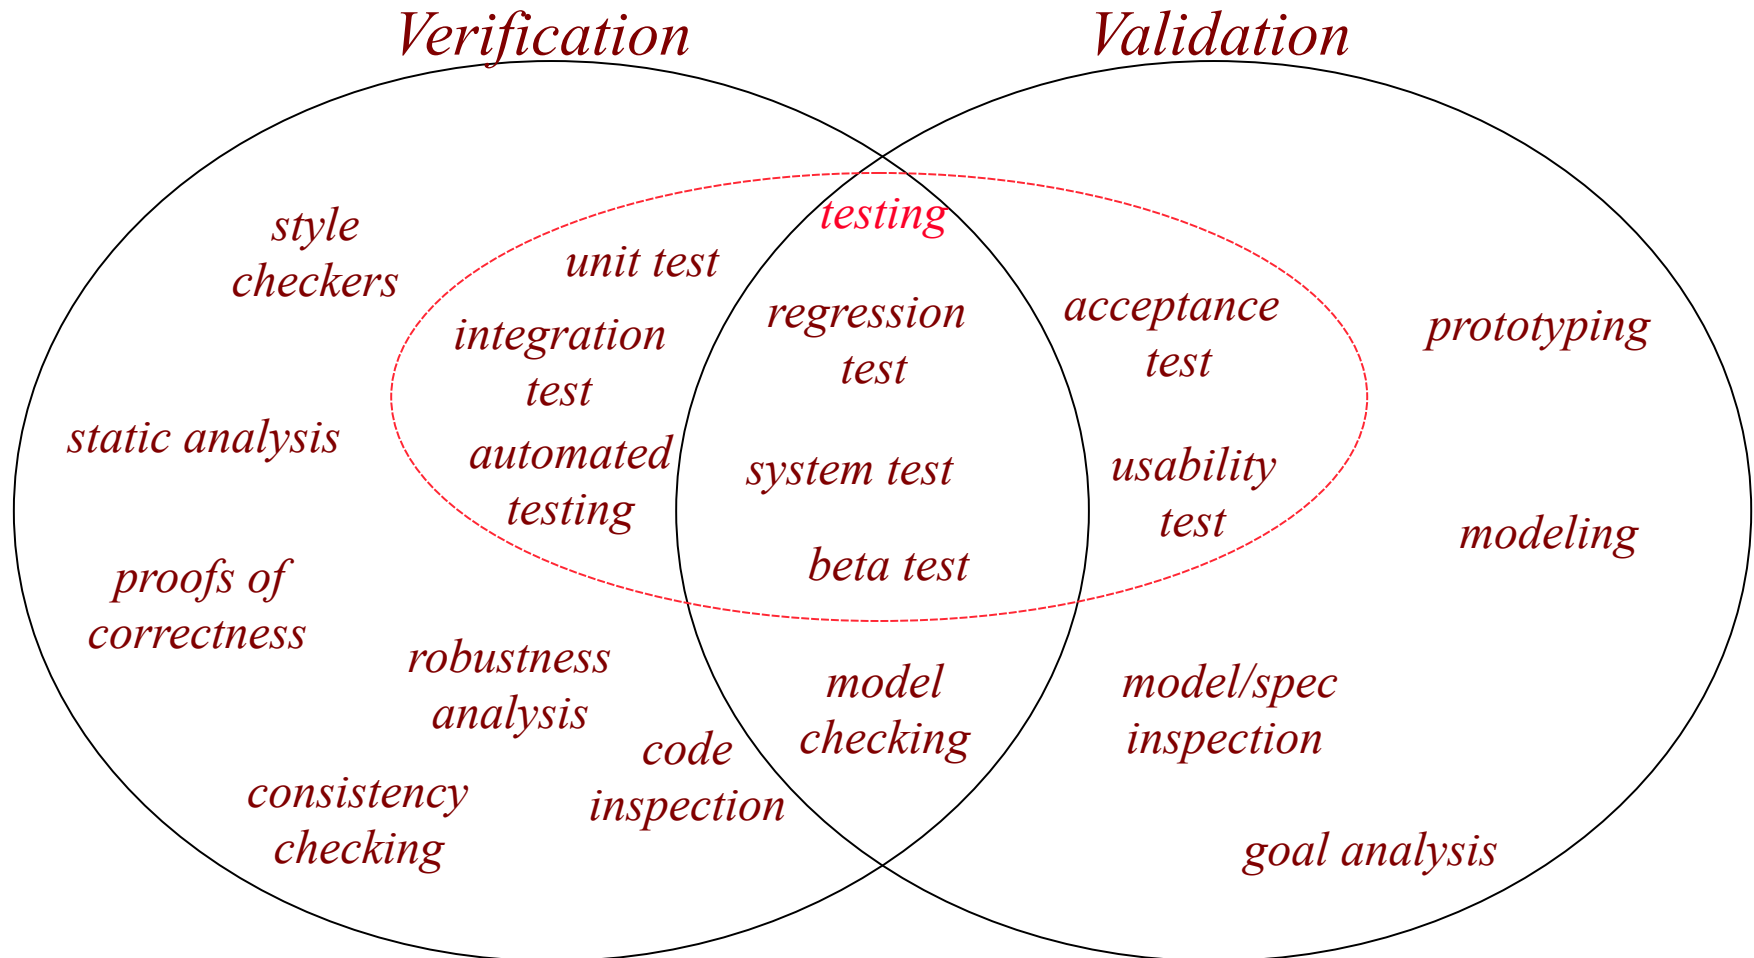 Verification
Validation
style
checkers
static analysis
proofs of
correctness
robustness
analysis
consistency
checking
code
inspection
unit test
integration
test
automated
testing
testing
regression
test
system test
beta test
model
checking
acceptance
test
usability
test
model/spec
inspection
prototyping
modeling
goal analysis